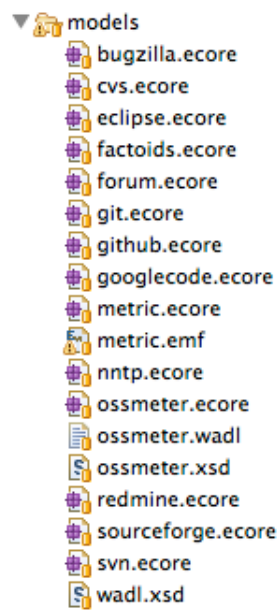 models
bugzilla.ecore
cvs.ecore
eclipse.ecore
factoids.ecore
forum.ecore
git.ecore
github.ecore
googlecode.ecore
metric.ecore
metric.emf
nntp.ecore
ossmeter.ecore
ossmeter.wadl
ossmeter.xsd
redmine.ecore
sourceforge.ecore
svn.ecore
wadl.xsd